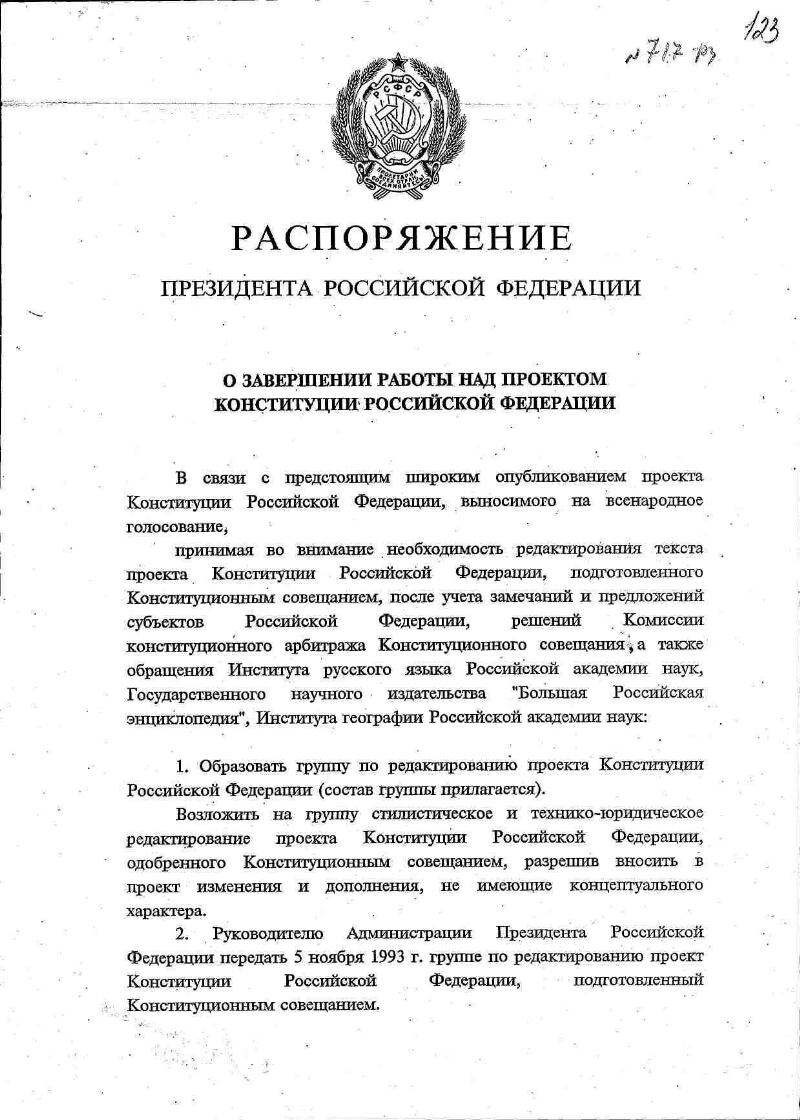 123
№ 717 рп
РСФСР
ПРОЛЕТАРИИ
ВСЕХ СТРАН
СОЕДИНЯЙТЕСЬ
РАСПОРЯЖЕНИЕ
ПРЕЗИДЕНТА РОССИЙСКОЙ ФЕДЕРАЦИИ
О ЗАВЕРШЕНИИ РАБОТЫ НАД ПРОЕКТОМ
КОНСТИТУЦИИ РОССИЙСКОЙ ФЕДЕРАЦИИ
В связи с предстоящим широким опубликованием проекта
Конституции Российской Федерации, выносимого на всенародное
голосование,
принимая во внимание необходимость редактирования текста
проекта Конституции Российской Федерации, подготовленного
Конституционным совещанием, после учета замечаний и предложений
субъектов Российской Федерации, решений Комиссии
конституционного арбитража Конституционного совещания, а также
обращения Института русского языка Российской академии наук,
Государственного научного издательства "Большая Российская
энциклопедия", Института географии Российской академии наук:
1. Образовать группу по редактированию проекта Конституции
Российской Федерации (состав группы прилагается).
Возложить на группу стилистическое и технико-юридическое
редактирование проекта Конституции Российской Федерации,
одобренного Конституционным совещанием, разрешив вносить в
проект изменения и дополнения, не имеющие концептуального
характера.
2. Руководителю Администрации Президента Российской
Федерации передать 5 ноября 1993 г. группе по редактированию проект
Конституции Российской Федерации, подготовленный
Конституционным совещанием.